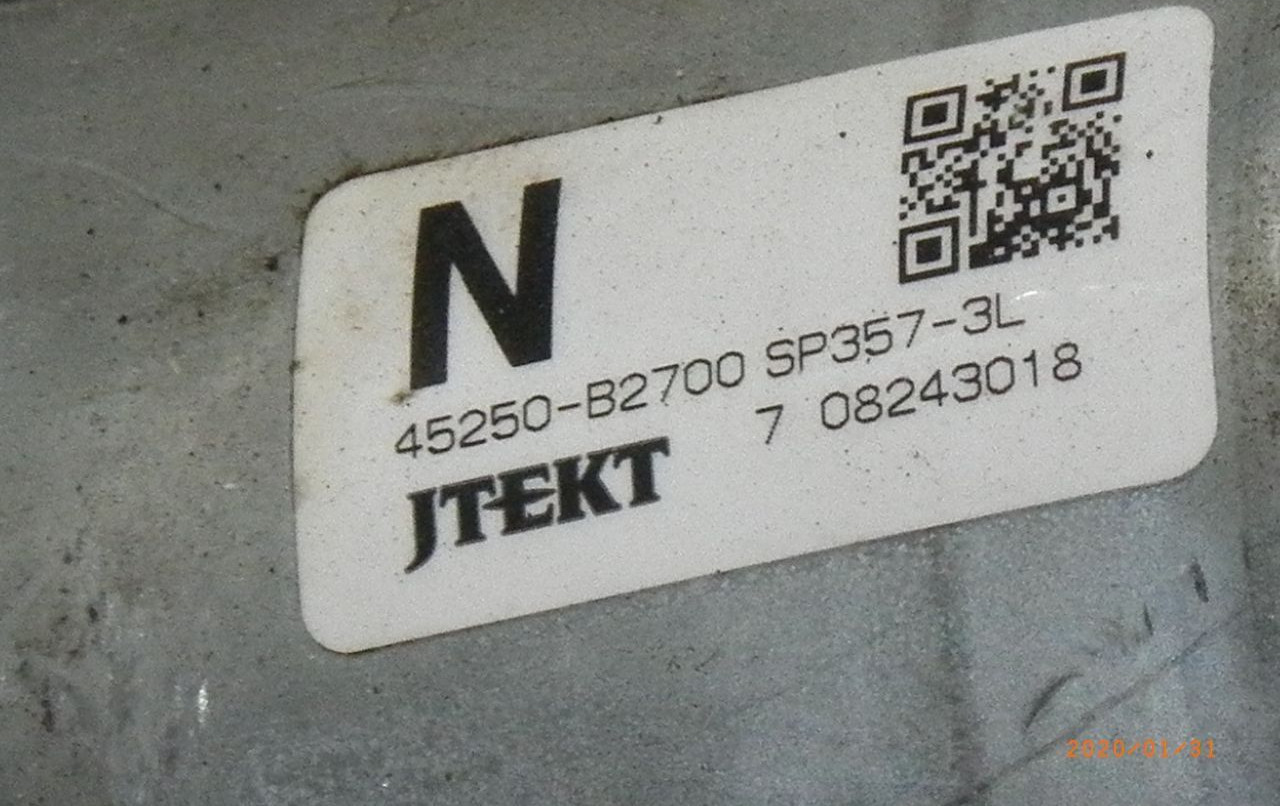 N
45250-B2700 SP357-3L
7 08243018
JTEKT
2020/01/31